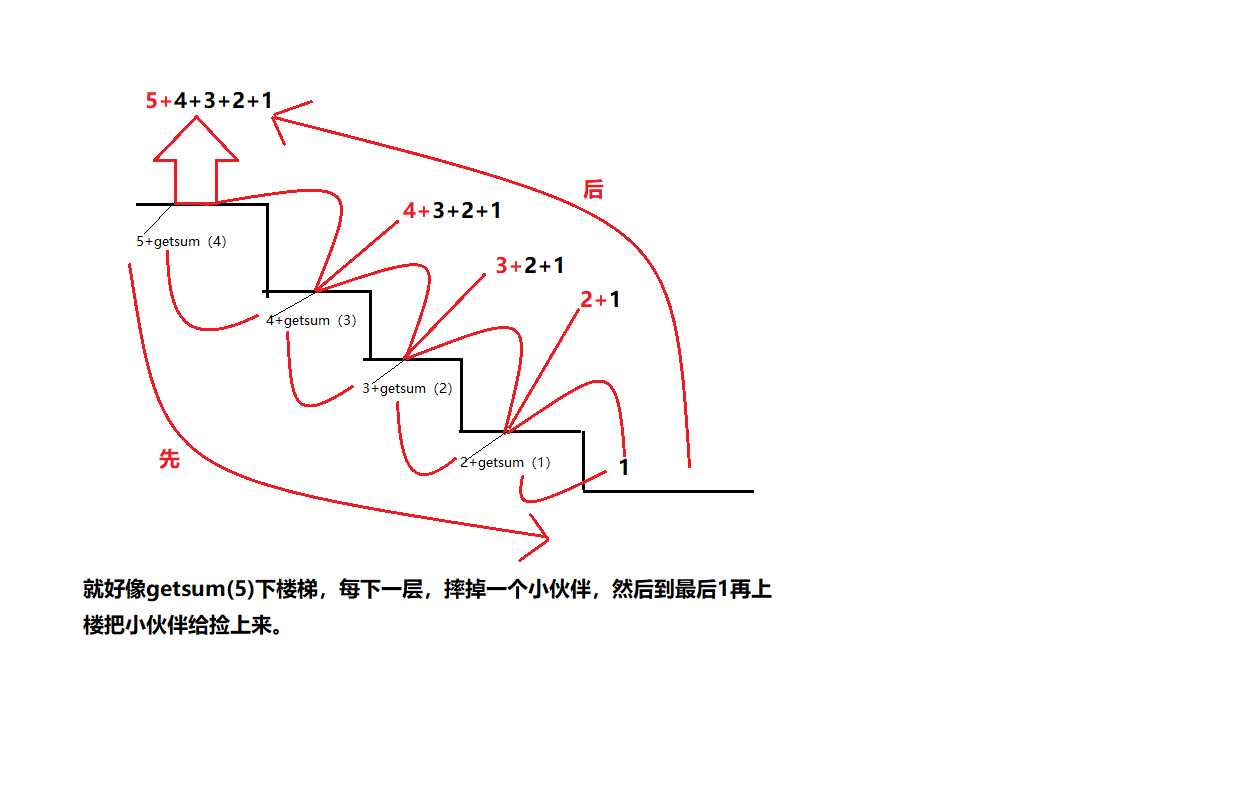 5+4+3+2+1
后
4+3+2+1
5+getsum（4）
3+2+1
2+1
4+getsum（3）
3+getsum（2）
先
2+getsum（1）
1
就好像getsum(5)下楼梯，每下一层，摔掉一个小伙伴，然后到最后1再上
楼把小伙伴给捡上来。